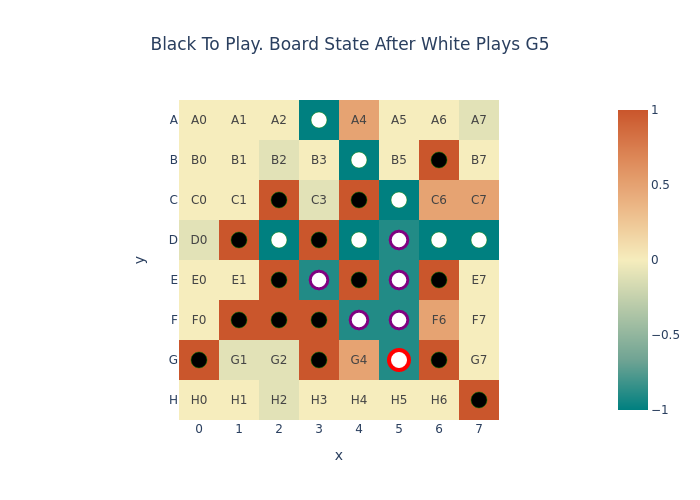 Black To Play. Board State After White Plays G5
A A0 A1 A2 A4 A5 A6 A7
B B0 B1 B2 B3 B5 B7
C C0 C1 C3 C6 C7
D D0
E E0 E1 E7
F F0 F6 F7
G G1 G2 G4 G7
H H0 H1 H2 H3 H4 H5 H6
0 1 2 3 4 5 6 7
x
y
1
0.5
0
−0.5
−1